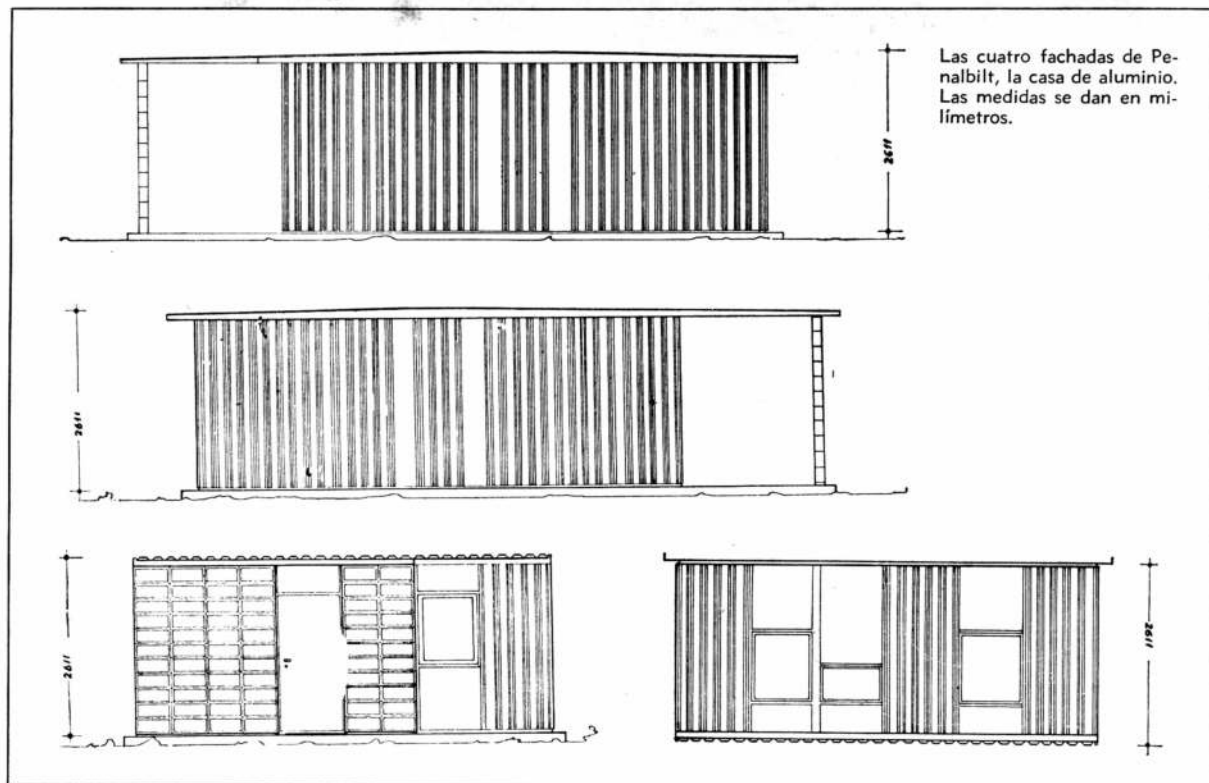 Las cuatro fachadas de Pe-
nalbilt, la casa de aluminio.
Las medidas se dan en mi-
límetros.
2611
2611
2611
2611